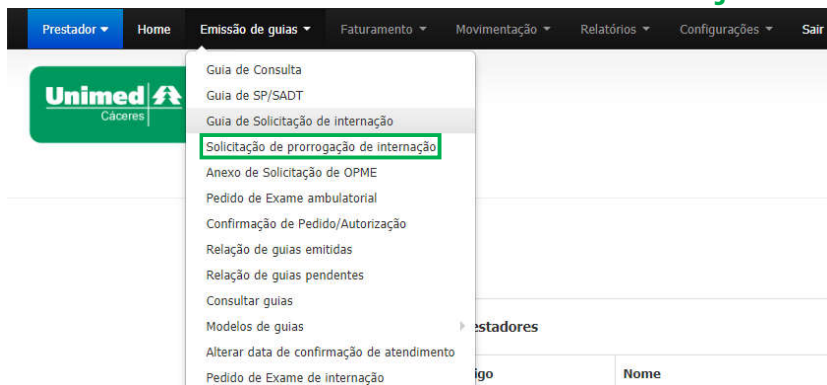 Prestador Home Emissão de guias Faturamento Movimentação Relatórios Configurações Sair
Unimed
Cáceres
Guia de Consulta
Guia de SP/SADT
Guia de Solicitação de internação
Solicitação de prorrogação de internação
Anexo de Solicitação de OPME
Pedido de Exame ambulatorial
Confirmação de Pedido/Autorização
Relação de guias emitidas
Relação de guias pendentes
Consultar guias
Modelos de guias
Alterar data de confirmação de atendimento
Pedido de Exame de internação
estadores
igo Nome